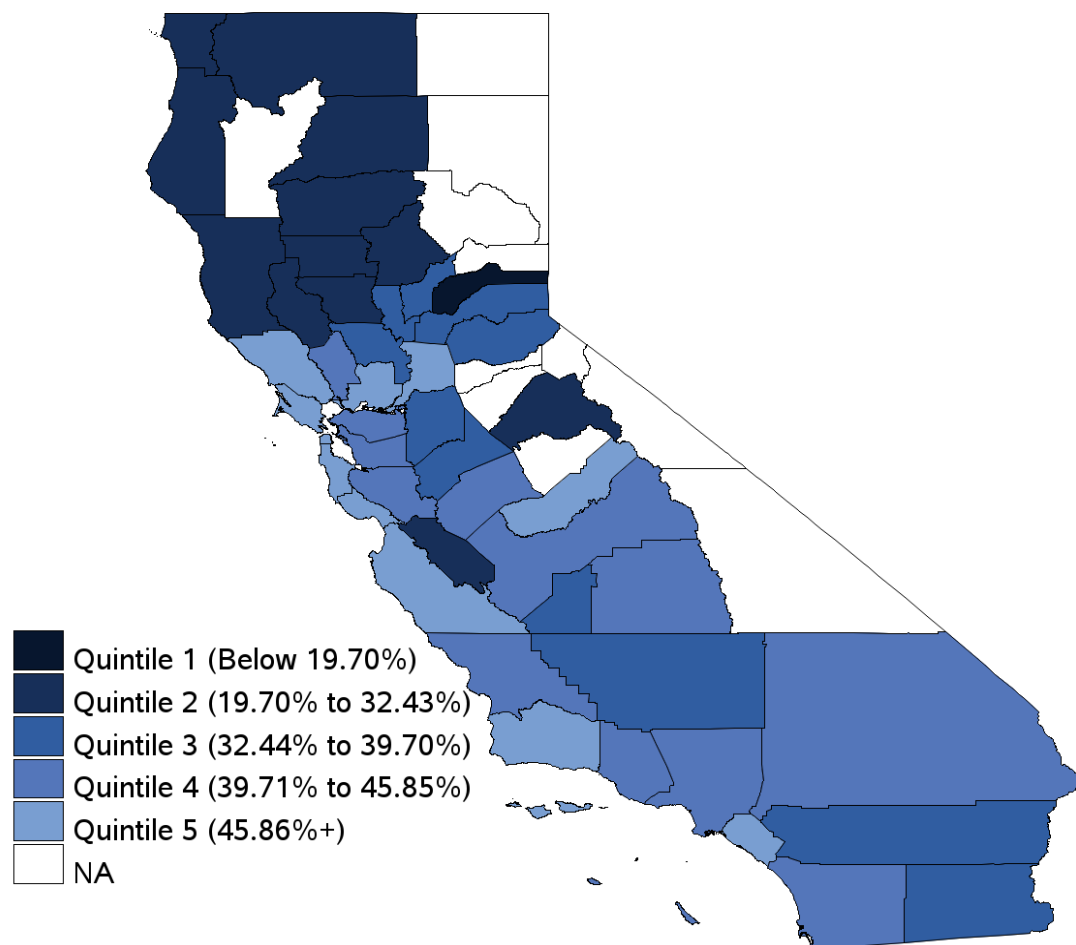 Quintile 1 (Below 19.70%)
Quintile 2 (19.70% to 32.43%)
Quintile 3 (32.44% to 39.70%)
Quintile 4 (39.71% to 45.85%)
Quintile 5 (45.86%+)
NA